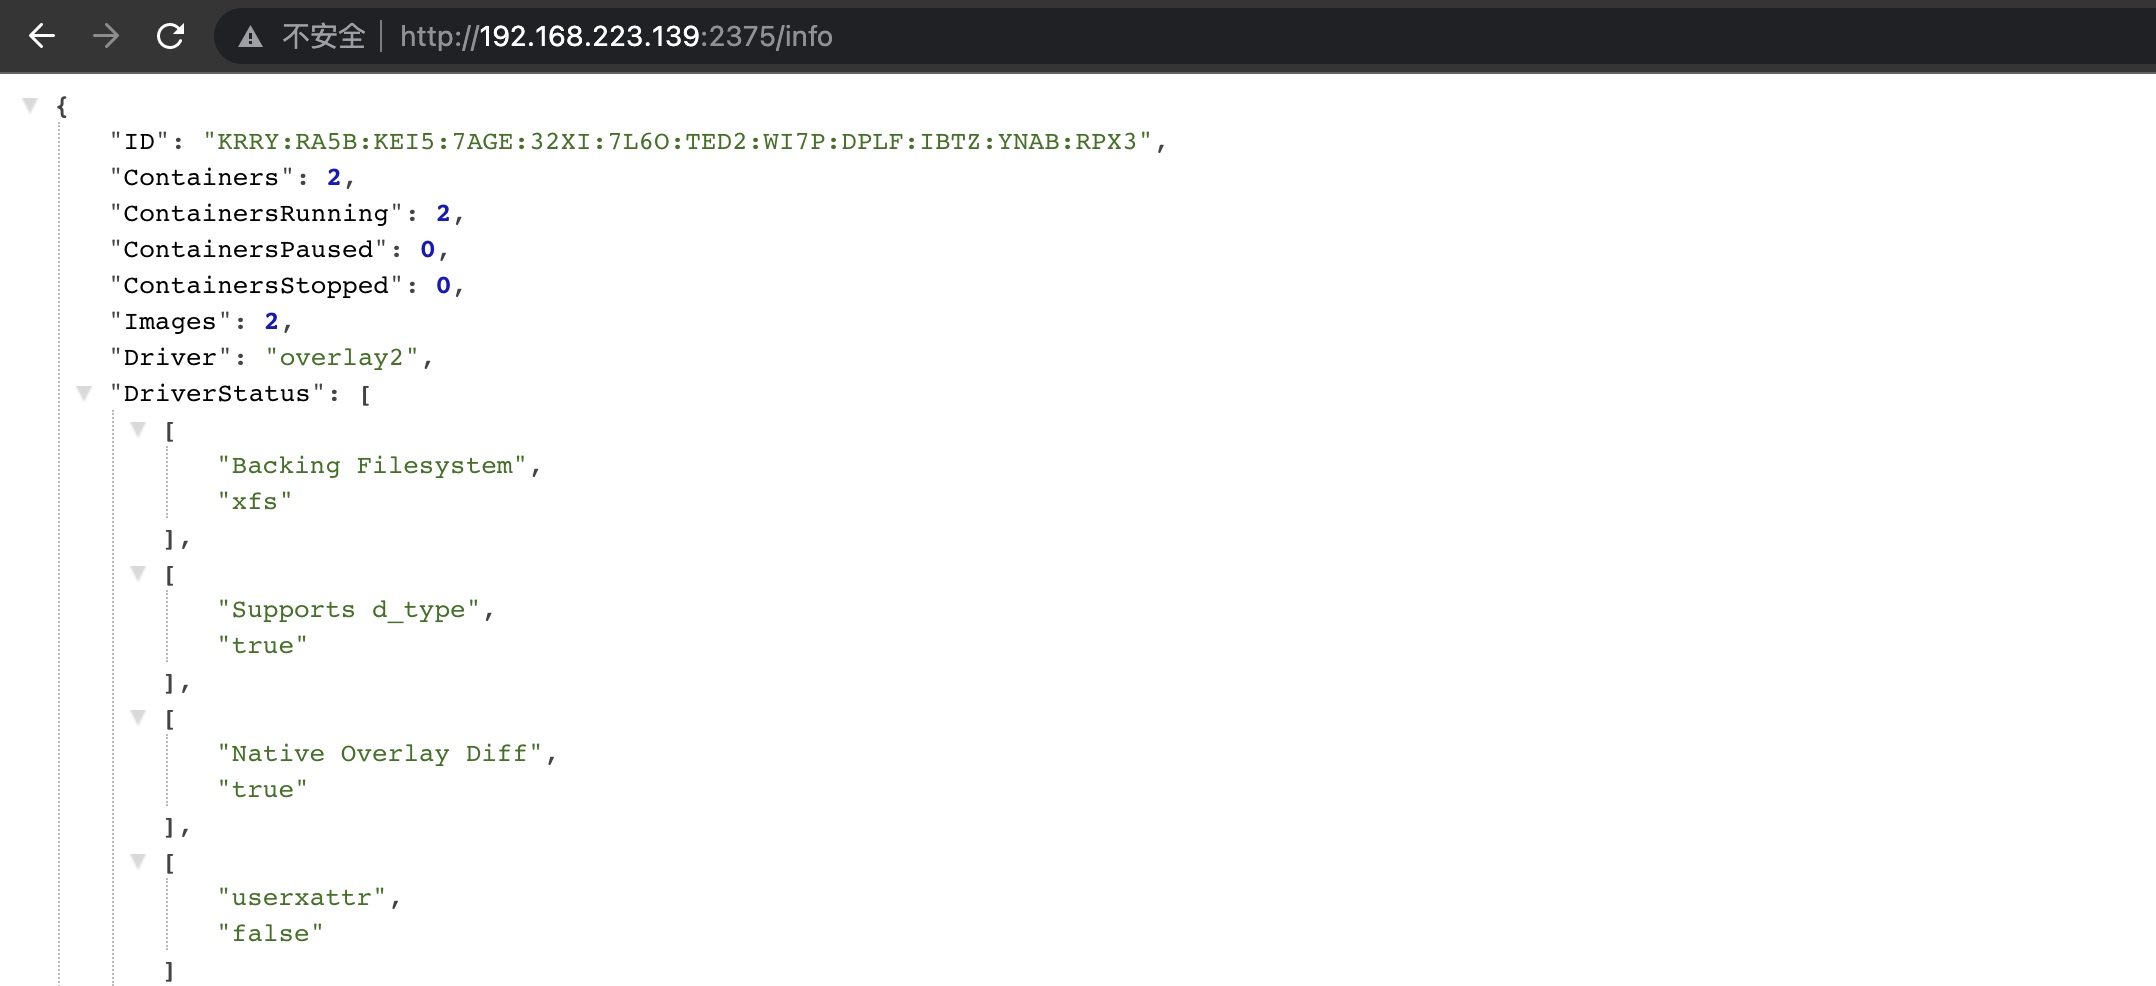 不安全 http://192.168.223.139:2375/info
{
"ID": "KRRY:RA5B:KEI5:7AGE:32XI:7L6O:TED2:WI7P:DPLF:IBTZ:YNAB:RPX3",
"Containers": 2,
"ContainersRunning": 2,
"ContainersPaused": 0,
"ContainersStopped": 0,
"Images": 2,
"Driver": "overlay2",
"DriverStatus": [
[
"Backing Filesystem",
"xfs"
],
[
"Supports d_type",
"true"
],
[
"Native Overlay Diff",
"true"
],
[
"userxattr",
"false"
]